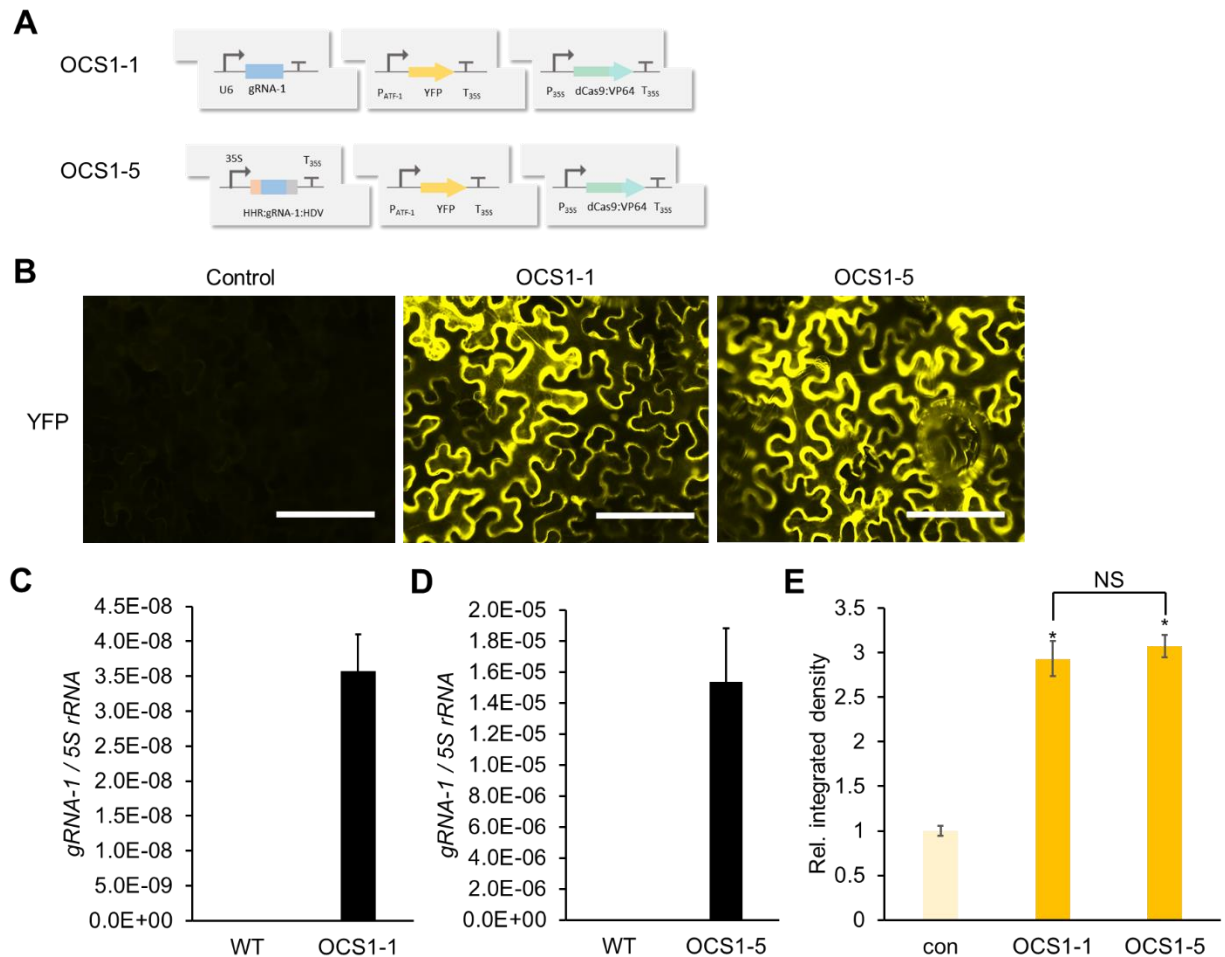 A
OCS1-1
U6 gRNA-1
PATF-1 YFP T35S
P35S dCas9:VP64 T35S
OCS1-5
35S T35S
HHR:gRNA-1:HDV
PATF-1 YFP T35S
P35S dCas9:VP64 T35S
B
Control OCS1-1 OCS1-5
YFP
C
gRNA-1 / 5S rRNA
4.5E-08
4.0E-08
3.5E-08
3.0E-08
2.5E-08
2.0E-08
1.5E-08
1.0E-08
5.0E-09
0.0E+00
WT OCS1-1
D
gRNA-1 / 5S rRNA
2.0E-05
1.8E-05
1.6E-05
1.4E-05
1.2E-05
1.0E-05
8.0E-06
6.0E-06
4.0E-06
2.0E-06
0.0E+00
WT OCS1-5
E
NS
* *
Rel. integrated density
3.5
3
2.5
2
1.5
1
0.5
0
con OCS1-1 OCS1-5